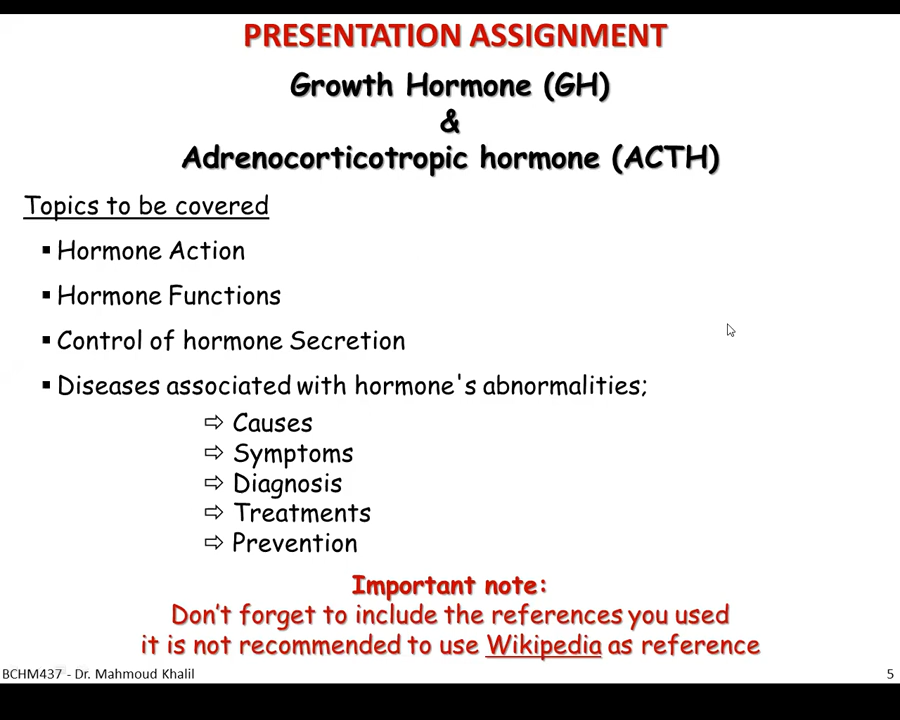 PRESENTATION ASSIGNMENT
Growth Hormone (GH)
&
Adrenocorticotropic hormone (ACTH)
Topics to be covered
▪ Hormone Action
▪ Hormone Functions
▪ Control of hormone Secretion
▪ Diseases associated with hormone's abnormalities;
⇨ Causes
⇨ Symptoms
⇨ Diagnosis
⇨ Treatments
⇨ Prevention
Important note:
Don't forget to include the references you used
it is not recommended to use Wikipedia as reference
BCHM437 - Dr. Mahmoud Khalil 5